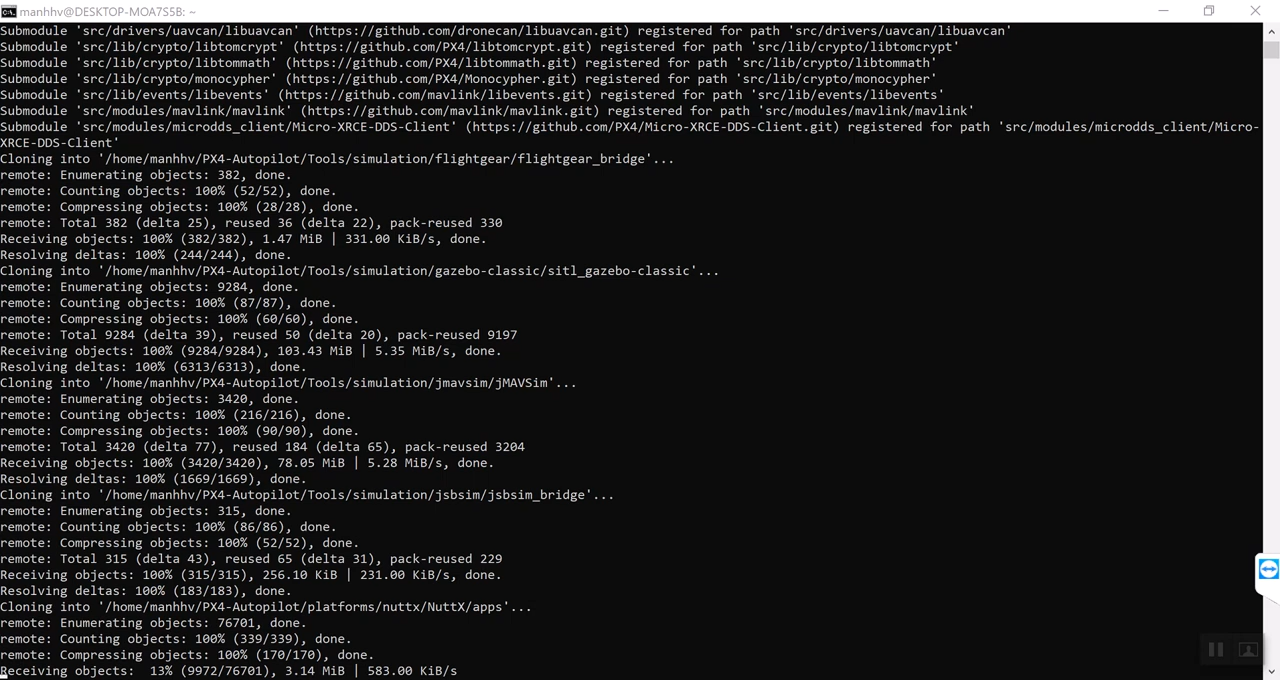 manhhv@DESKTOP-MOA7S5B: ~
Submodule 'src/drivers/uavcan/libuavcan' (https://github.com/dronecan/libuavcan.git) registered for path 'src/drivers/uavcan/libuavcan'
Submodule 'src/lib/crypto/libtomcrypt' (https://github.com/PX4/libtomcrypt.git) registered for path 'src/lib/crypto/libtomcrypt'
Submodule 'src/lib/crypto/libtommath' (https://github.com/PX4/libtommath.git) registered for path 'src/lib/crypto/libtommath'
Submodule 'src/lib/crypto/monocypher' (https://github.com/PX4/Monocypher.git) registered for path 'src/lib/crypto/monocypher'
Submodule 'src/lib/events/libevents' (https://github.com/mavlink/libevents.git) registered for path 'src/lib/events/libevents'
Submodule 'src/modules/mavlink/mavlink' (https://github.com/mavlink/mavlink.git) registered for path 'src/modules/mavlink/mavlink'
Submodule 'src/modules/microdds_client/Micro-XRCE-DDS-Client' (https://github.com/PX4/Micro-XRCE-DDS-Client.git) registered for path 'src/modules/microdds_client/Micro-
XRCE-DDS-Client'
Cloning into '/home/manhhv/PX4-Autopilot/Tools/simulation/flightgear/flightgear_bridge'...
remote: Enumerating objects: 382, done.
remote: Counting objects: 100% (52/52), done.
remote: Compressing objects: 100% (28/28), done.
remote: Total 382 (delta 25), reused 36 (delta 22), pack-reused 330
Receiving objects: 100% (382/382), 1.47 MiB | 331.00 KiB/s, done.
Resolving deltas: 100% (244/244), done.
Cloning into '/home/manhhv/PX4-Autopilot/Tools/simulation/gazebo-classic/sitl_gazebo-classic'...
remote: Enumerating objects: 9284, done.
remote: Counting objects: 100% (87/87), done.
remote: Compressing objects: 100% (60/60), done.
remote: Total 9284 (delta 39), reused 50 (delta 20), pack-reused 9197
Receiving objects: 100% (9284/9284), 103.43 MiB | 5.35 MiB/s, done.
Resolving deltas: 100% (6313/6313), done.
Cloning into '/home/manhhv/PX4-Autopilot/Tools/simulation/jmavsim/jMAVSim'...
remote: Enumerating objects: 3420, done.
remote: Counting objects: 100% (216/216), done.
remote: Compressing objects: 100% (90/90), done.
remote: Total 3420 (delta 77), reused 184 (delta 65), pack-reused 3204
Receiving objects: 100% (3420/3420), 78.05 MiB | 5.28 MiB/s, done.
Resolving deltas: 100% (1669/1669), done.
Cloning into '/home/manhhv/PX4-Autopilot/Tools/simulation/jsbsim/jsbsim_bridge'...
remote: Enumerating objects: 315, done.
remote: Counting objects: 100% (86/86), done.
remote: Compressing objects: 100% (52/52), done.
remote: Total 315 (delta 43), reused 65 (delta 31), pack-reused 229
Receiving objects: 100% (315/315), 256.10 KiB | 231.00 KiB/s, done.
Resolving deltas: 100% (183/183), done.
Cloning into '/home/manhhv/PX4-Autopilot/platforms/nuttx/NuttX/apps'...
remote: Enumerating objects: 76701, done.
remote: Counting objects: 100% (339/339), done.
remote: Compressing objects: 100% (170/170), done.
Receiving objects:  13% (9972/76701), 3.14 MiB | 583.00 KiB/s